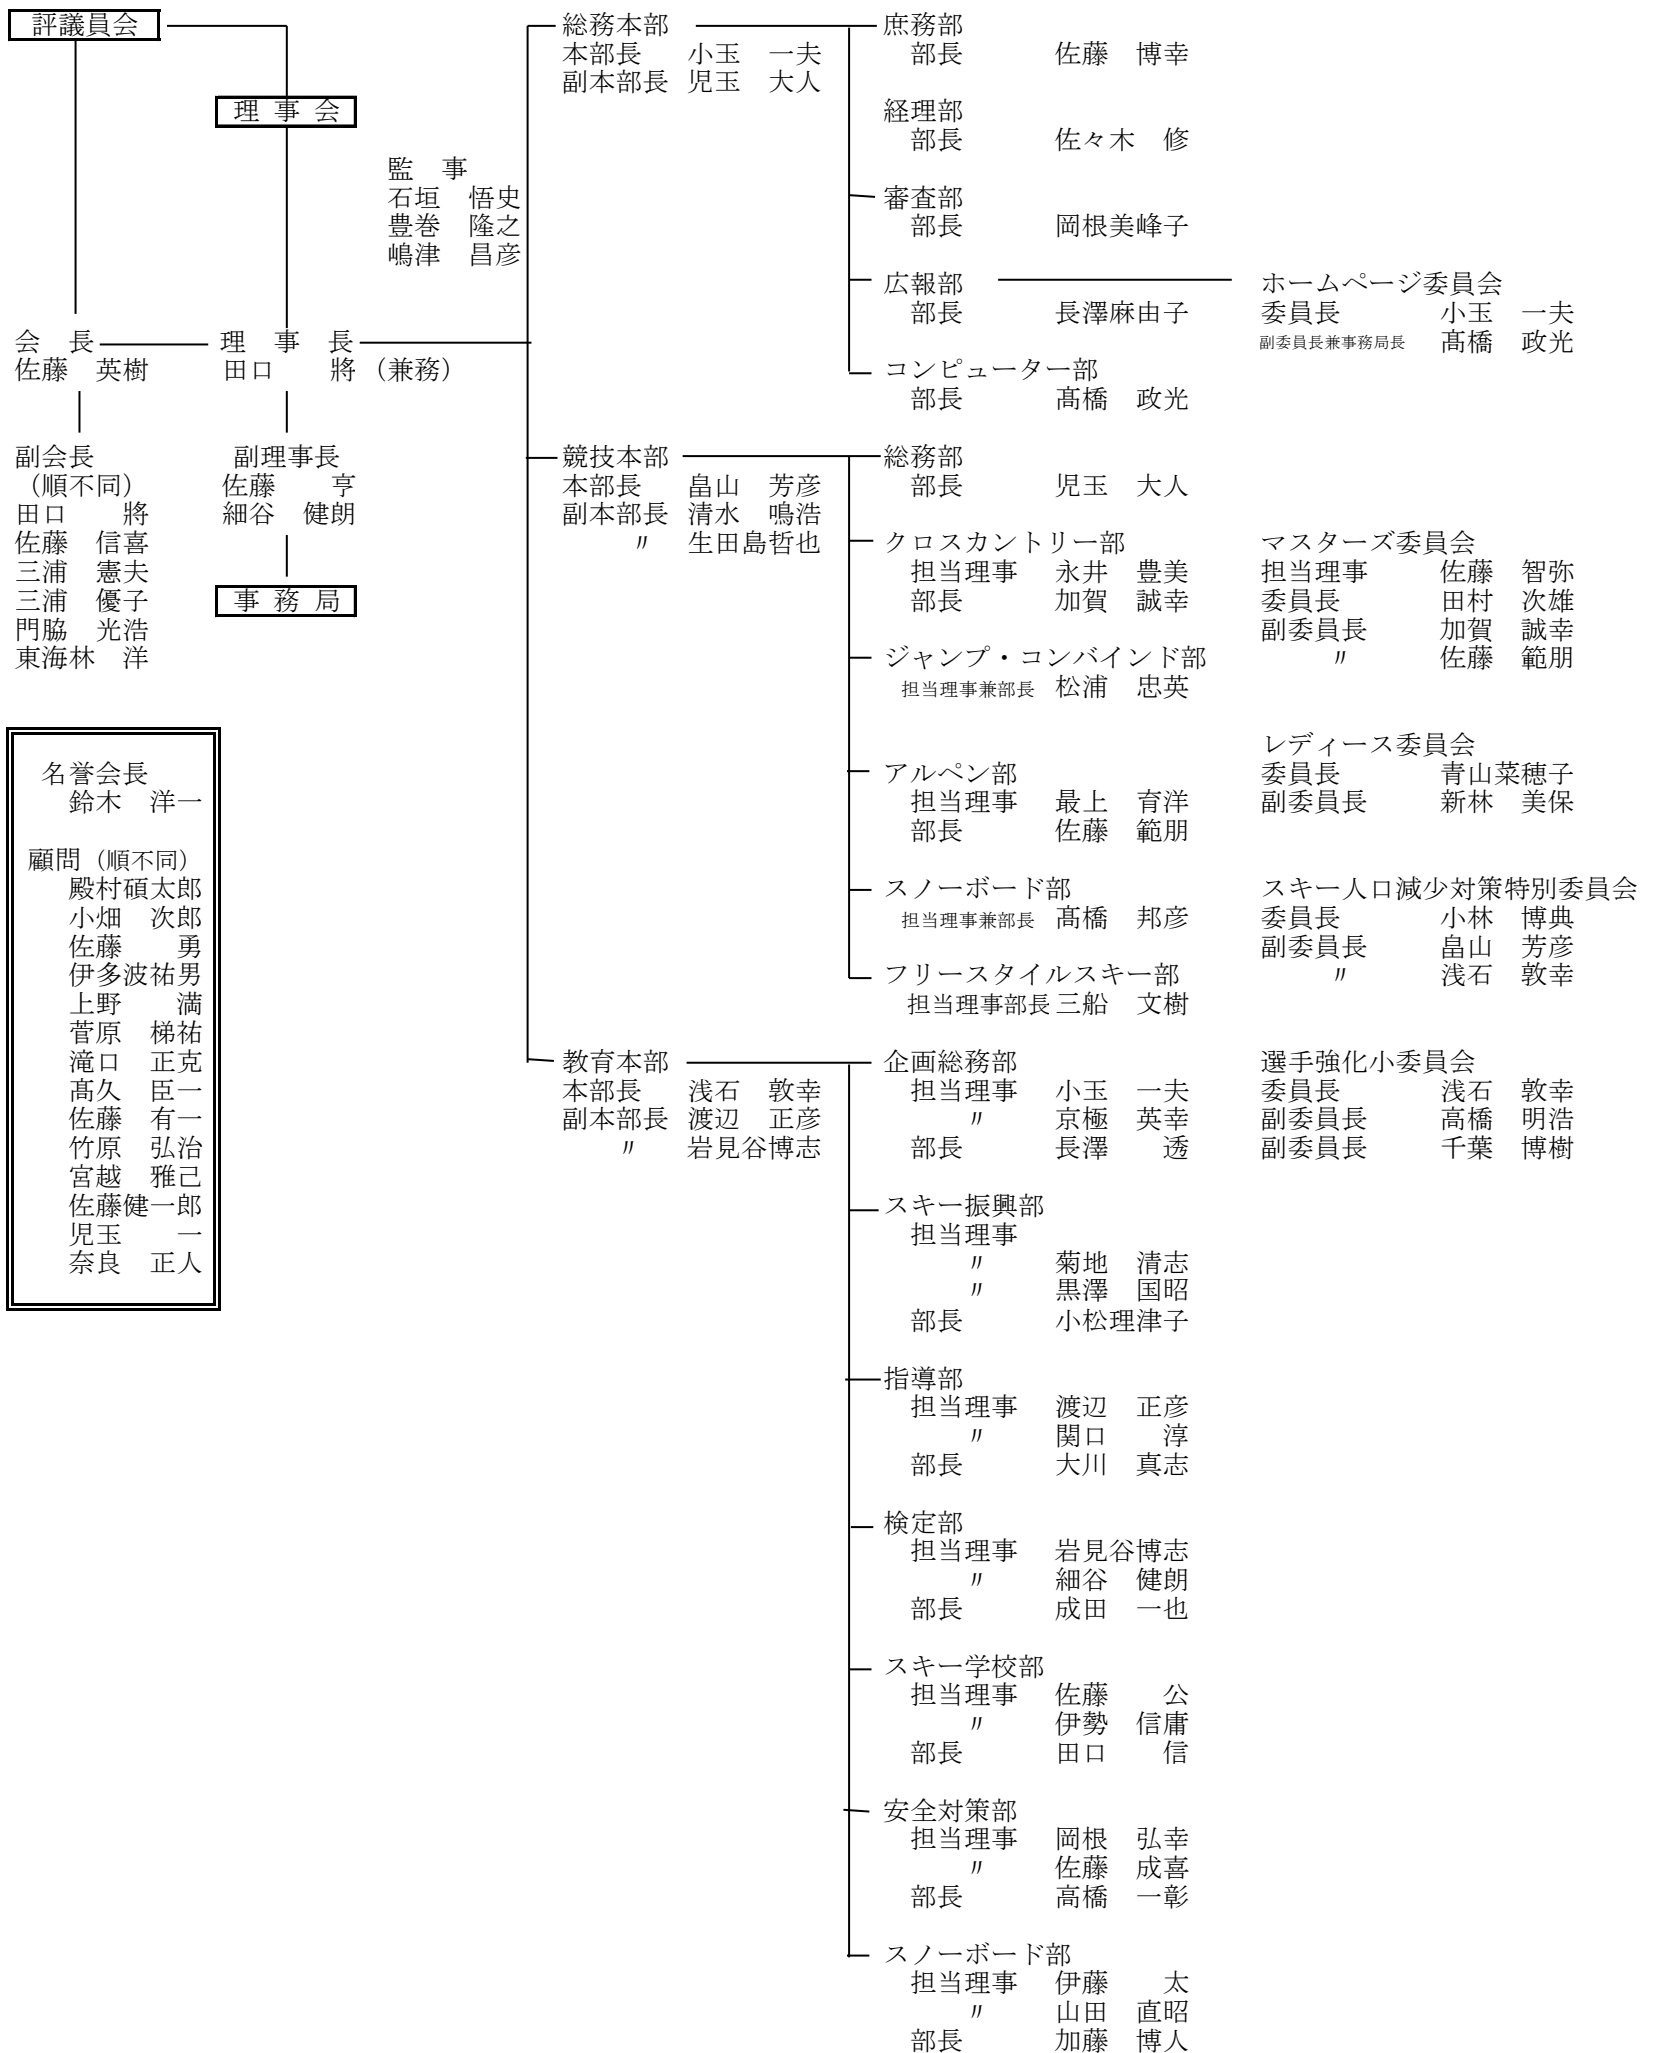 評議員会
理 事 会
監　事
石垣　悟史
豊巻　隆之
嶋津　昌彦
会　長
佐藤　英樹
理　事　長
田口　　將（兼務）
副会長
（順不同）
田口　　將
佐藤　信喜
三浦　憲夫
三浦　優子
門脇　光浩
東海林　洋
副理事長
佐藤　　亨
細谷　健朗
事 務 局
名誉会長
鈴木　洋一
顧問（順不同）
殿村碩太郎
小畑　次郎
佐藤　　勇
伊多波祐男
上野　　満
菅原　梯祐
滝口　正克
髙久　臣一
佐藤　有一
竹原　弘治
宮越　雅己
佐藤健一郎
児玉　　一
奈良　正人
総務本部
本部長　小玉　一夫
副本部長　児玉　大人
庶務部
部長　佐藤　博幸
経理部
部長　佐々木　修
審査部
部長　岡根美峰子
広報部
部長　長澤麻由子
ホームページ委員会
委員長　小玉　一夫
副委員長兼事務局長　髙橋　政光
コンピューター部
部長　髙橋　政光
競技本部
本部長　畠山　芳彦
副本部長　清水　鳴浩
〃　生田島哲也
総務部
部長　児玉　大人
クロスカントリー部
担当理事　永井　豊美
部長　加賀　誠幸
ジャンプ・コンバインド部
担当理事兼部長　松浦　忠英
アルペン部
担当理事　最上　育洋
部長　佐藤　範朋
スノーボード部
担当理事兼部長　髙橋　邦彦
フリースタイルスキー部
担当理事部長　三船　文樹
マスターズ委員会
担当理事　佐藤　智弥
委員長　田村　次雄
副委員長　加賀　誠幸
〃　佐藤　範朋
レディース委員会
委員長　青山菜穂子
副委員長　新林　美保
スキー人口減少対策特別委員会
委員長　小林　博典
副委員長　畠山　芳彦
〃　浅石　敦幸
教育本部
本部長　浅石　敦幸
副本部長　渡辺　正彦
〃　岩見谷博志
企画総務部
担当理事　小玉　一夫
〃　京極　英幸
部長　長澤　　透
選手強化小委員会
委員長　浅石　敦幸
副委員長　高橋　明浩
副委員長　千葉　博樹
スキー振興部
担当理事
〃　菊地　清志
〃　黒澤　国昭
部長　小松理津子
指導部
担当理事　渡辺　正彦
〃　関口　　淳
部長　大川　真志
検定部
担当理事　岩見谷博志
〃　細谷　健朗
部長　成田　一也
スキー学校部
担当理事　佐藤　　公
〃　伊勢　信庸
部長　田口　　信
安全対策部
担当理事　岡根　弘幸
〃　佐藤　成喜
部長　高橋　一彰
スノーボード部
担当理事　伊藤　　太
〃　山田　直昭
部長　加藤　博人